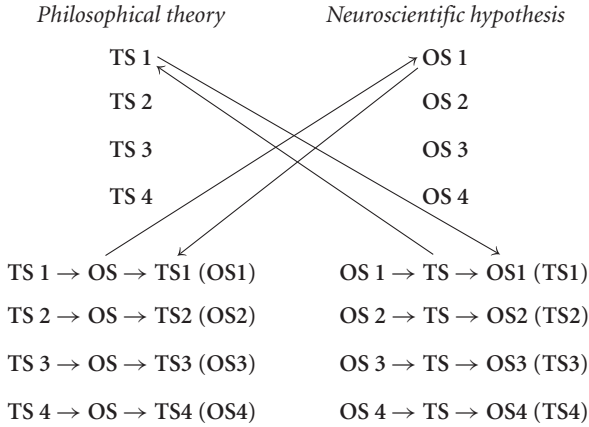 Philosophical theory Neuroscientific hypothesis
TS 1 OS 1
TS 2 OS 2
TS 3 OS 3
TS 4 OS 4
TS 1 → OS → TS1 (OS1) OS 1 → TS → OS1 (TS1)
TS 2 → OS → TS2 (OS2) OS 2 → TS → OS2 (TS2)
TS 3 → OS → TS3 (OS3) OS 3 → TS → OS3 (TS3)
TS 4 → OS → TS4 (OS4) OS 4 → TS → OS4 (TS4)